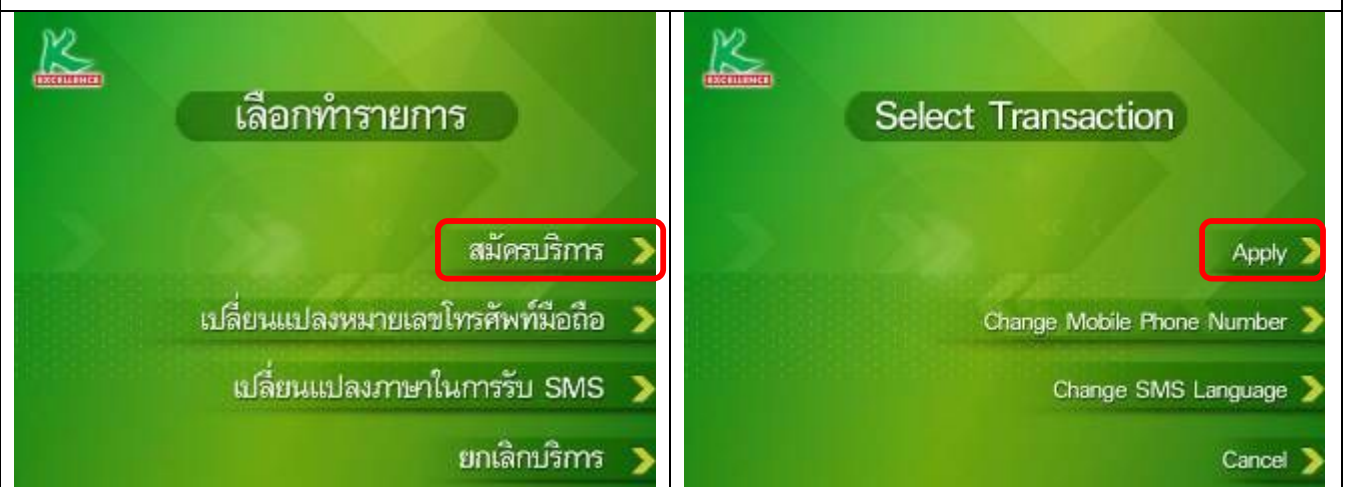 K
EXCELLENCE
เลือกทำรายการ
สมัครบริการ
เปลี่ยนแปลงหมายเลขโทรศัพท์มือถือ
เปลี่ยนแปลงภาษาในการรับ SMS
ยกเลิกบริการ
K
EXCELLENCE
Select Transaction
Apply
Change Mobile Phone Number
Change SMS Language
Cancel